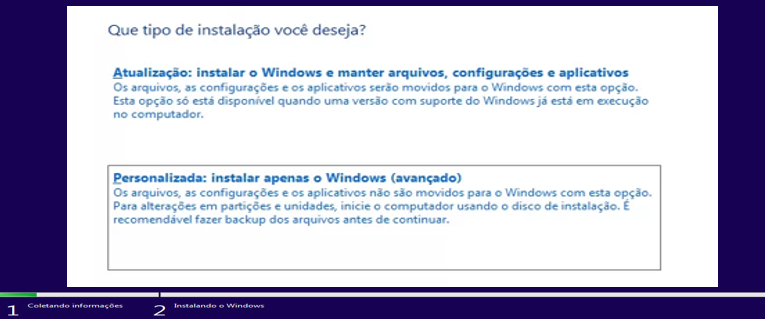 Que tipo de instalação você deseja?
Atualização: instalar o Windows e manter arquivos, configurações e aplicativos
Os arquivos, as configurações e os aplicativos serão movidos para o Windows com esta opção.
Esta opção só está disponível quando uma versão com suporte do Windows já está em execução
no computador.
Personalizada: instalar apenas o Windows (avançado)
Os arquivos, as configurações e os aplicativos não são movidos para o Windows com esta opção.
Para alterações em partições e unidades, inicie o computador usando o disco de instalação. É
recomendável fazer backup dos arquivos antes de continuar.
1 Coletando informações 2 Instalando o Windows